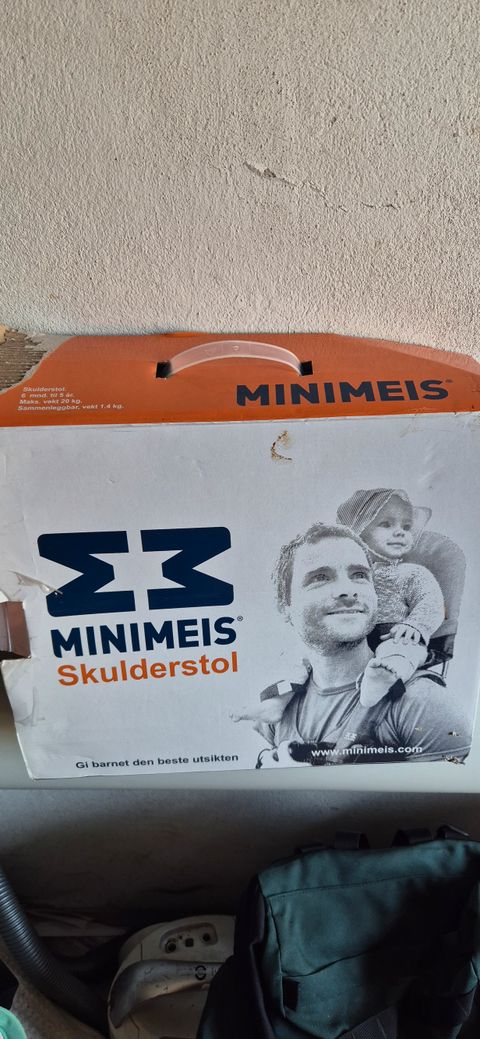 Skulderstol.
6 mnd. til 5 år.
Maks. vekt 20 kg.
Sammenleggbar, vekt 1.4 kg.
MINIMEIS®
MINIMEIS®
Skulderstol
Gi barnet den beste utsikten
www.minimeis.com